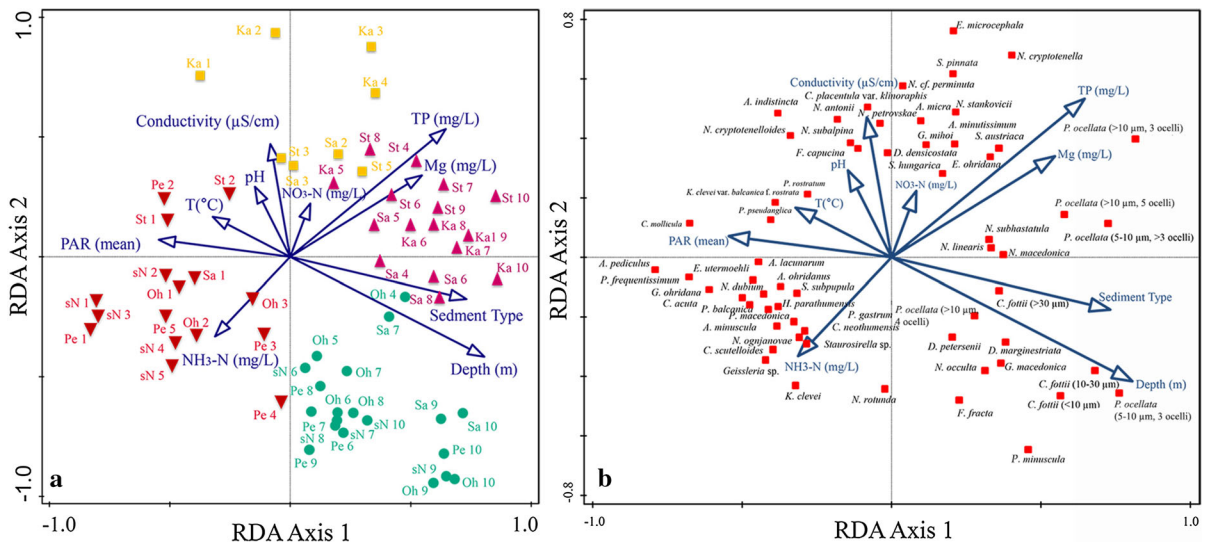 1.0
RDA Axis 2
-1.0
Ka 2
Ka 3
Ka 1
Ka 4
Conductivity (µS/cm)
TP (mg/L)
St 8
St 4
Sa 2
St 3
Sa 3
St 5
Mg (mg/L)
Ka 5
pH
NO3-N (mg/L)
Pe 2
St 2
St 7
St 10
St 6
St 9
T(°C)
St 1
Sa 5
Ka 8
PAR (mean)
Ka 6
Ka1 9
Ka 7
sN 2
Sa 1
Sa 4
Sa 6
Ka 10
Oh 1
Oh 3
Oh 4
Sa 8
sN 1
sN 3
Sediment Type
Pe 1
Pe 5
Oh 2
Pe 3
Sa 7
sN 4
NH3-N (mg/L)
sN 5
Oh 5
Depth (m)
sN 6
Oh 7
Pe 8
Pe 4
Oh 6
Oh 8
Sa 9
Sa 10
Pe 7
sN 10
sN 8
sN 7
Pe 6
Pe 9
Pe 10
sN 9
Oh 9
Oh 10
a
-1.0
RDA Axis 1
1.0
0.8
RDA Axis 2
-0.8
E. microcephala
N. cryptotenella
S. pinnata
Conductivity (µS/cm)
N. cf. perminuta
TP (mg/L)
C. placentula var. klinoraphis
A. indistincta
N. antonii
N. petrovskae
A. micra
N. stankovicii
N. cryptotenelloides
N. subalpina
G. mihoi
A. minutissimum
S. austriaca
P. ocellata (>10 µm, 3 ocelli)
F. capucina
D. densicostata
E. ohridana
Mg (mg/L)
S. hungarica
pH
P. rostratum
NO3-N (mg/L)
K. clevei var. balcanica f. rostrata
T(°C)
P. pseudanglica
P. ocellata (>10 µm, 5 ocelli)
C. mollicula
PAR (mean)
N. subhastatula
P. ocellata (5-10 µm, >3 ocelli)
N. linearis
N. macedonica
A. pediculus
A. lacunarum
E. utermoehli
P. frequentissimum
A. ohridanus
G. ohridana
N. dubium
S. subpupula
C. acuta
H. parathumensis
C. fottii (>30 µm)
Sediment Type
P. balcanica
P. macedonica
P. gastrum
P. ocellata (>10 µm,
4 ocelli)
A. minuscula
C. neothumensis
N. ognjanovae
Staurosirella sp.
D. petersenii
D. marginestriata
C. scutelloides
Geissleria sp.
NH3-N (mg/L)
N. occulta
G. macedonica
C. fottii (10-30 µm)
Depth (m)
K. clevei
N. rotunda
F. fracta
C. fottii (<10 µm)
P. ocellata
(5-10 µm, 3 ocelli)
P. minuscula
b
-1.0
RDA Axis 1
1.0